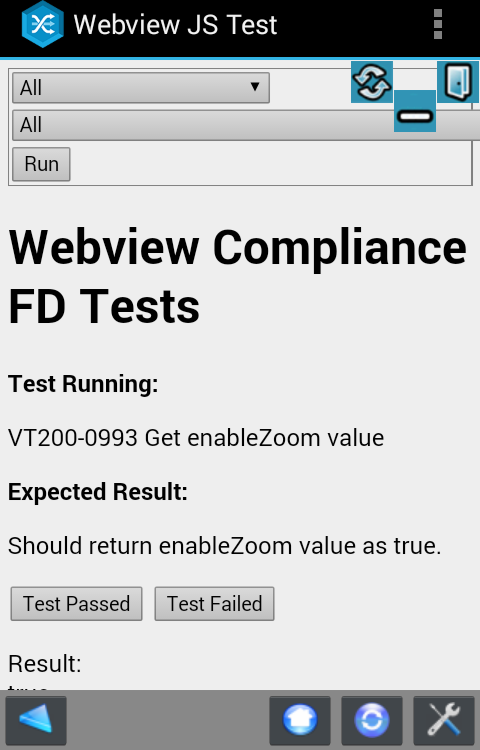 Webview JS Test
All
All
Run
Webview Compliance
FD Tests
Test Running:
VT200-0993 Get enableZoom value
Expected Result:
Should return enableZoom value as true.
Test Passed Test Failed
Result:
true